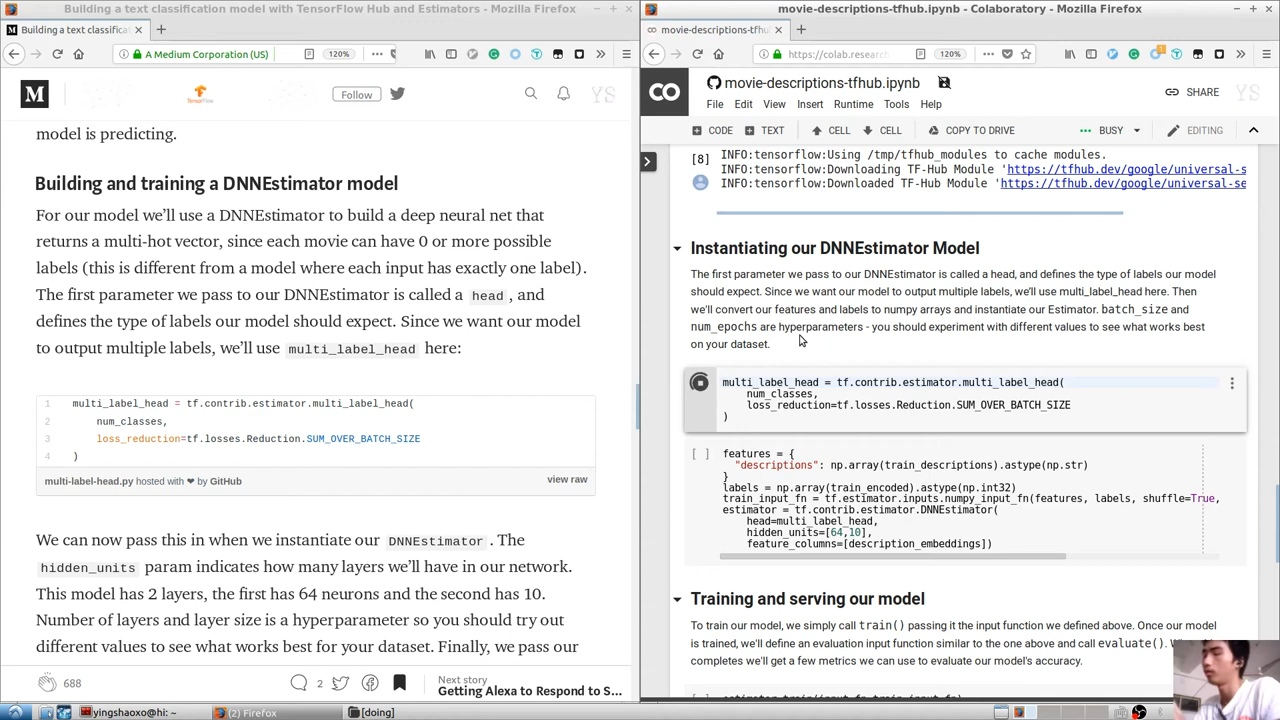 Building a text classification model with TensorFlow Hub and Estimators - Mozilla Firefox
Building a text classificat
A Medium Corporation (US)
120%
M
TensorFlow
Follow
YS
model is predicting.
Building and training a DNNEstimator model
For our model we'll use a DNNEstimator to build a deep neural net that
returns a multi-hot vector, since each movie can have 0 or more possible
labels (this is different from a model where each input has exactly one label).
The first parameter we pass to our DNNEstimator is called a head , and
defines the type of labels our model should expect. Since we want our model
to output multiple labels, we'll use multi_label_head here:
1 multi_label_head = tf.contrib.estimator.multi_label_head(
2 num_classes,
3 loss_reduction=tf.losses.Reduction.SUM_OVER_BATCH_SIZE
4 )
multi-label-head.py hosted with ❤ by GitHub view raw
We can now pass this in when we instantiate our DNNEstimator . The
hidden_units param indicates how many layers we'll have in our network.
This model has 2 layers, the first has 64 neurons and the second has 10.
Number of layers and layer size is a hyperparameter so you should try out
different values to see what works best for your dataset. Finally, we pass our
688
2
Next story
Getting Alexa to Respond to S...
movie-descriptions-tfhub.ipynb - Colaboratory - Mozilla Firefox
movie-descriptions-tfhub
https://colab.resear
120%
CO
movie-descriptions-tfhub.ipynb
File Edit View Insert Runtime Tools Help
SHARE
YS
CODE TEXT CELL CELL COPY TO DRIVE BUSY EDITING
[8] INFO:tensorflow:Using /tmp/tfhub_modules to cache modules.
INFO:tensorflow:Downloading TF-Hub Module 'https://tfhub.dev/google/universal-s
INFO:tensorflow:Downloaded TF-Hub Module 'https://tfhub.dev/google/universal-se
Instantiating our DNNEstimator Model
The first parameter we pass to our DNNEstimator is called a head, and defines the type of labels our model
should expect. Since we want our model to output multiple labels, we'll use multi_label_head here. Then
we'll convert our features and labels to numpy arrays and instantiate our Estimator. batch_size and
num_epochs are hyperparameters - you should experiment with different values to see what works best
on your dataset.
multi_label_head = tf.contrib.estimator.multi_label_head(
num_classes,
loss_reduction=tf.losses.Reduction.SUM_OVER_BATCH_SIZE
)
[ ] features = {
"descriptions": np.array(train_descriptions).astype(np.str)
}
labels = np.array(train_encoded).astype(np.int32)
train_input_fn = tf.estimator.inputs.numpy_input_fn(features, labels, shuffle=True,
estimator = tf.contrib.estimator.DNNEstimator(
head=multi_label_head,
hidden_units=[64,10],
feature_columns=[description_embeddings])
Training and serving our model
To train our model, we simply call train() passing it the input function we defined above. Once our model
is trained, we'll define an evaluation input function similar to the one above and call evaluate().
completes we'll get a few metrics we can use to evaluate our model's accuracy.
yingshaoxo@hi: ~
(2) Firefox
[doing]